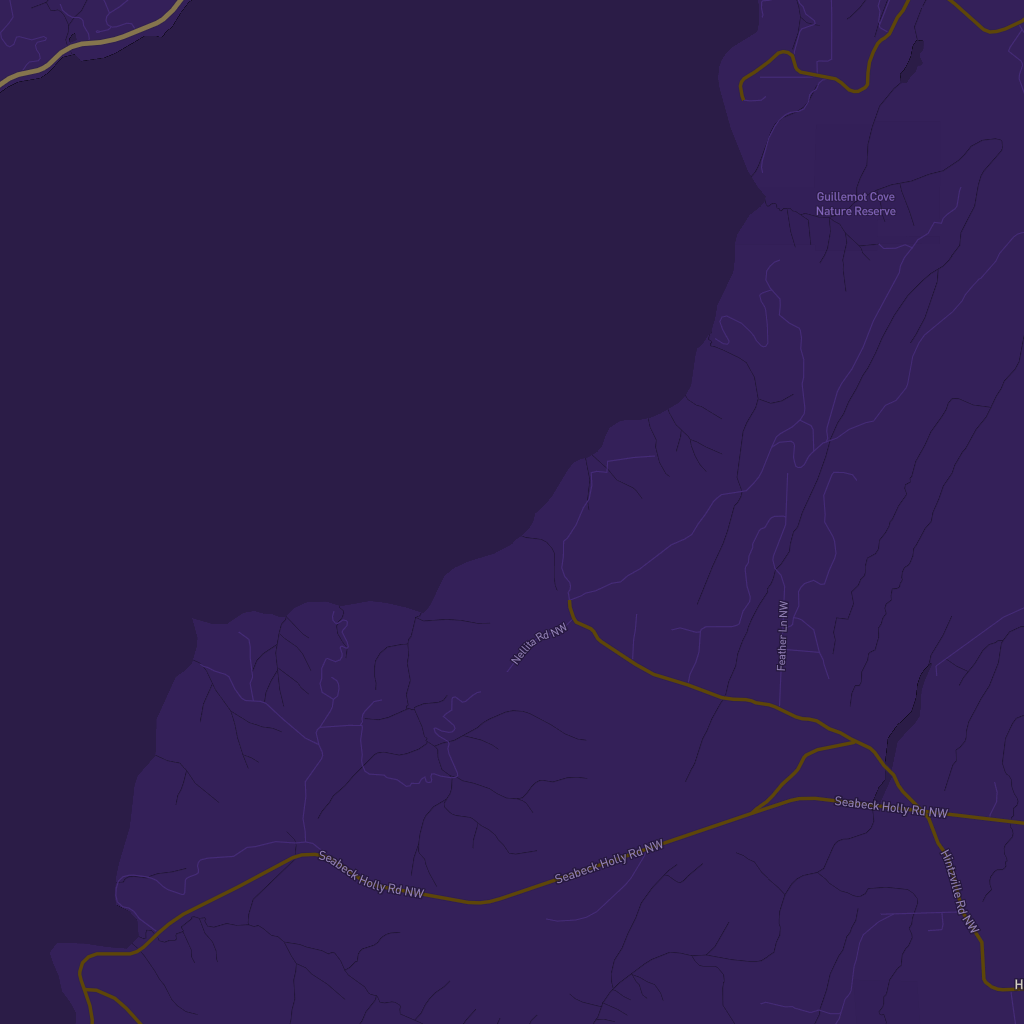 Guillemot Cove
Nature Reserve
Feather Ln NW
Nellita Rd NW
Seabeck Holly Rd NW
Seabeck Holly Rd NW
Seabeck Holly Rd NW
Hintzville Rd NW
H